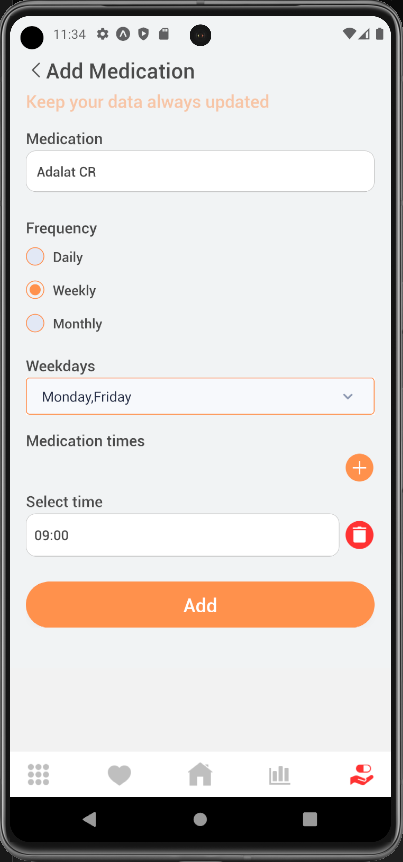 11:34
Add Medication
Keep your data always updated
Medication
Adalat CR
Frequency
Daily
Weekly
Monthly
Weekdays
Monday,Friday
Medication times
Select time
09:00
Add